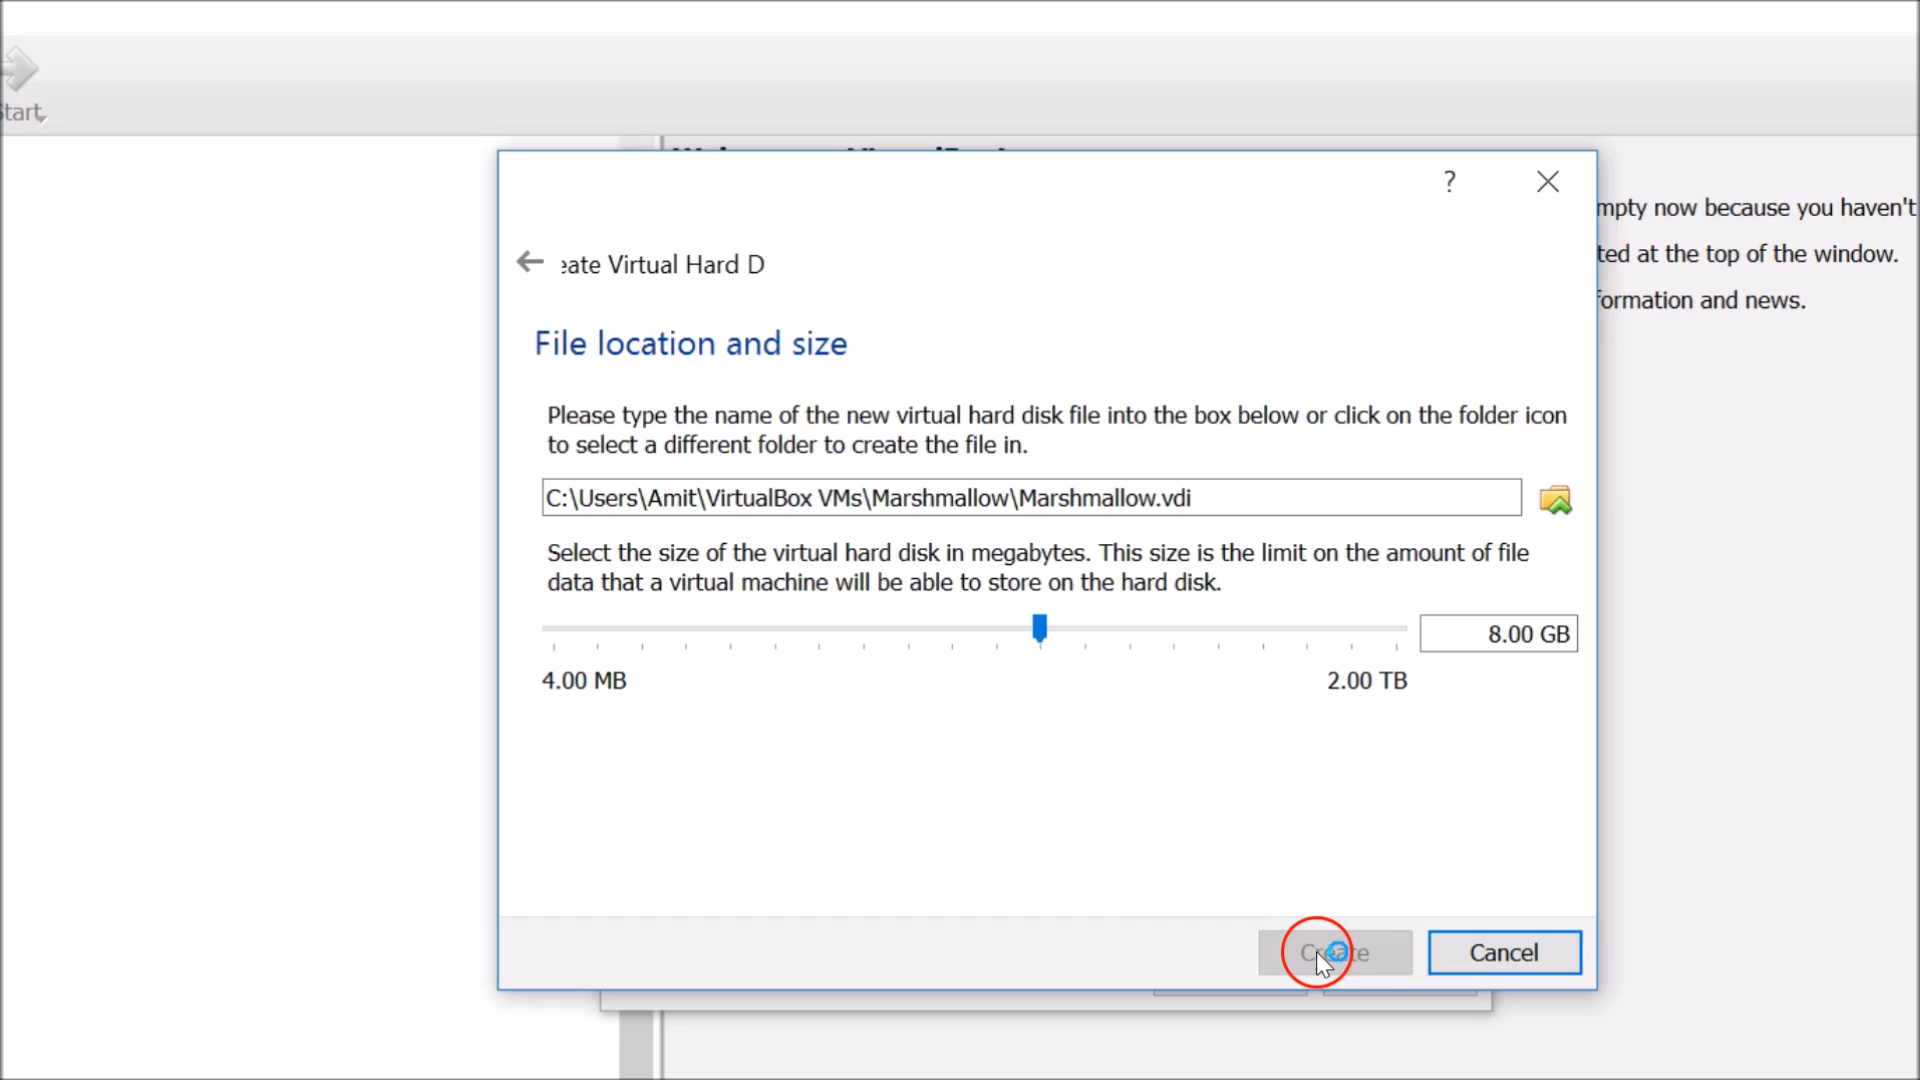 Start
mpty now because you haven't
ted at the top of the window.
formation and news.
?
eate Virtual Hard D
File location and size
Please type the name of the new virtual hard disk file into the box below or click on the folder icon
to select a different folder to create the file in.
C:\Users\Amit\VirtualBox VMs\Marshmallow\Marshmallow.vdi
Select the size of the virtual hard disk in megabytes. This size is the limit on the amount of file
data that a virtual machine will be able to store on the hard disk.
8.00 GB
4.00 MB
2.00 TB
Create
Cancel